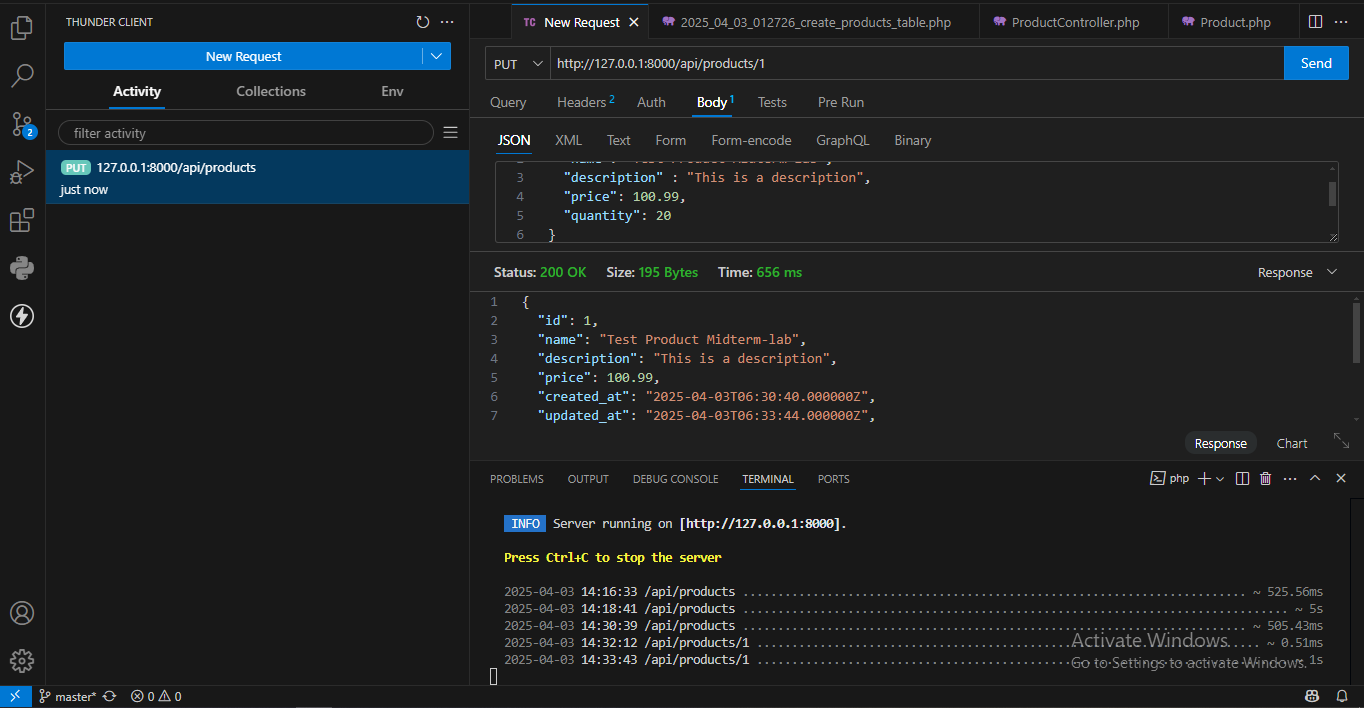 THUNDER CLIENT
New Request
Activity Collections Env
filter activity
PUT 127.0.0.1:8000/api/products
just now
2
TC New Request 2025_04_03_012726_create_products_table.php ProductController.php Product.php
PUT http://127.0.0.1:8000/api/products/1 Send
Query Headers 2 Auth Body 1 Tests Pre Run
JSON XML Text Form Form-encode GraphQL Binary
2 "name": "Test Product Midterm-lab",
3 "description" : "This is a description",
4 "price": 100.99,
5 "quantity": 20
6 }
Status: 200 OK Size: 195 Bytes Time: 656 ms Response
1 {
2 "id": 1,
3 "name": "Test Product Midterm-lab",
4 "description": "This is a description",
5 "price": 100.99,
6 "created_at": "2025-04-03T06:30:40.000000Z",
7 "updated_at": "2025-04-03T06:33:44.000000Z",
Response Chart
PROBLEMS OUTPUT DEBUG CONSOLE TERMINAL PORTS php
INFO Server running on [http://127.0.0.1:8000].
Press Ctrl+C to stop the server
2025-04-03 14:16:33 /api/products ........ ~ 525.56ms
2025-04-03 14:18:41 /api/products ........ ~ 5s
2025-04-03 14:30:39 /api/products ........ ~ 505.43ms
2025-04-03 14:32:12 /api/products/1 ........ ~ 0.51ms
2025-04-03 14:33:43 /api/products/1 ........ ~ 1s
Activate Windows
Go to Settings to activate Windows.
master* 0 0